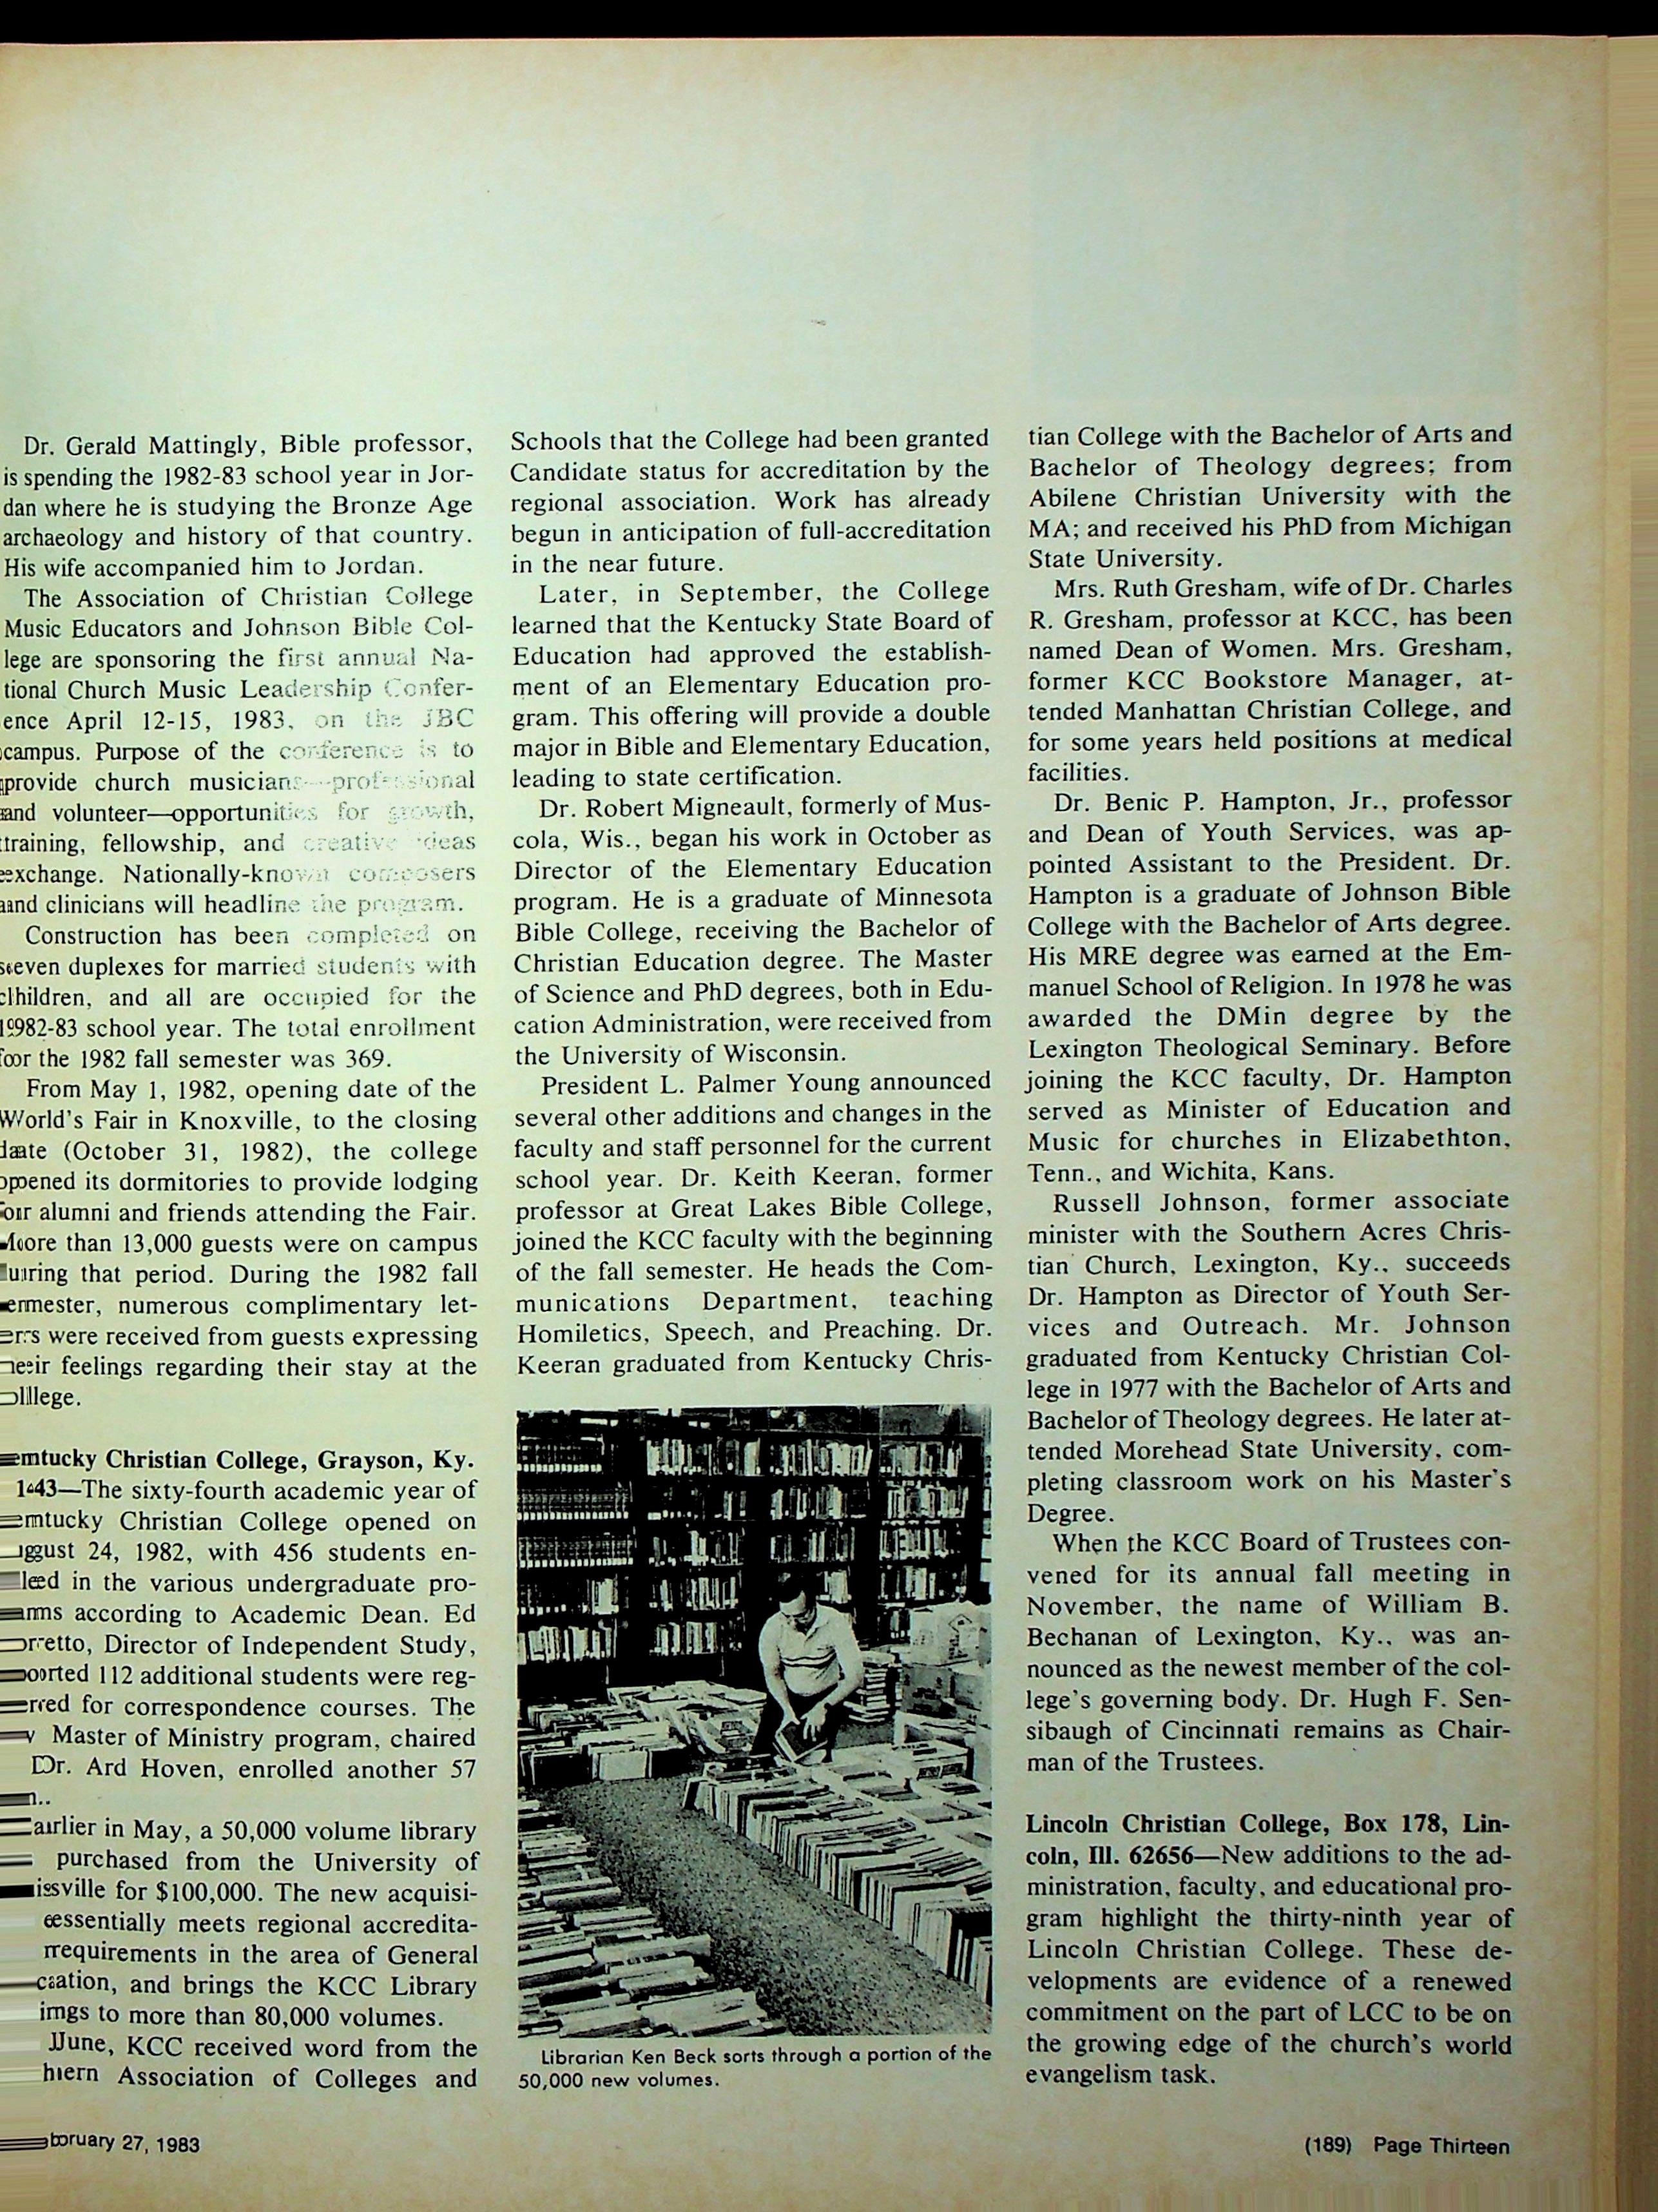 Dr. Gerald Mattingly, Bible professor,
is spending the 1982-83 school year in Jor-
dan where he is studying the Bronze Age
archaeology and history of that country.
His wife accompanied him to Jordan.
The Association of Christian College
Music Educators and Johnson Bible Col-
lege are sponsoring the first annual Na-
tional Church Music Leadership Confer-
ence April 12-15, 1983, on the JBC
campus. Purpose of the conference is to
provide church musicians—professional
and volunteer—opportunities for growth,
training, fellowship, and creative ideas
exchange. Nationally-known composers
and clinicians will headline the program.
Construction has been completed on
seven duplexes for married students with
children, and all are occupied for the
1982-83 school year. The total enrollment
for the 1982 fall semester was 369.
From May 1, 1982, opening date of the
World's Fair in Knoxville, to the closing
date (October 31, 1982), the college
opened its dormitories to provide lodging
for alumni and friends attending the Fair.
More than 13,000 guests were on campus
during that period. During the 1982 fall
semester, numerous complimentary let-
ters were received from guests expressing
their feelings regarding their stay at the
college.
Kentucky Christian College, Grayson, Ky.
43—The sixty-fourth academic year of
Kentucky Christian College opened on
August 24, 1982, with 456 students en-
led in the various undergraduate pro-
ams according to Academic Dean. Ed
retto, Director of Independent Study,
orted 112 additional students were reg-
ered for correspondence courses. The
Master of Ministry program, chaired
Dr. Ard Hoven, enrolled another 57
Earlier in May, a 50,000 volume library
purchased from the University of
isville for $100,000. The new acquisi-
essentially meets regional accredita-
requirements in the area of General
cation, and brings the KCC Library
ings to more than 80,000 volumes.
June, KCC received word from the
hern Association of Colleges and
Schools that the College had been granted
Candidate status for accreditation by the
regional association. Work has already
begun in anticipation of full-accreditation
in the near future.
Later, in September, the College
learned that the Kentucky State Board of
Education had approved the establish-
ment of an Elementary Education pro-
gram. This offering will provide a double
major in Bible and Elementary Education,
leading to state certification.
Dr. Robert Migneault, formerly of Mus-
cola, Wis., began his work in October as
Director of the Elementary Education
program. He is a graduate of Minnesota
Bible College, receiving the Bachelor of
Christian Education degree. The Master
of Science and PhD degrees, both in Edu-
cation Administration, were received from
the University of Wisconsin.
President L. Palmer Young announced
several other additions and changes in the
faculty and staff personnel for the current
school year. Dr. Keith Keeran, former
professor at Great Lakes Bible College,
joined the KCC faculty with the beginning
of the fall semester. He heads the Com-
munications Department, teaching
Homiletics, Speech, and Preaching. Dr.
Keeran graduated from Kentucky Chris-
Librarian Ken Beck sorts through a portion of the
50,000 new volumes.
tian College with the Bachelor of Arts and
Bachelor of Theology degrees; from
Abilene Christian University with the
MA; and received his PhD from Michigan
State University.
Mrs. Ruth Gresham, wife of Dr. Charles
R. Gresham, professor at KCC, has been
named Dean of Women. Mrs. Gresham,
former KCC Bookstore Manager, at-
tended Manhattan Christian College, and
for some years held positions at medical
facilities.
Dr. Benic P. Hampton, Jr., professor
and Dean of Youth Services, was ap-
pointed Assistant to the President. Dr.
Hampton is a graduate of Johnson Bible
College with the Bachelor of Arts degree.
His MRE degree was earned at the Em-
manuel School of Religion. In 1978 he was
awarded the DMin degree by the
Lexington Theological Seminary. Before
joining the KCC faculty, Dr. Hampton
served as Minister of Education and
Music for churches in Elizabethton,
Tenn., and Wichita, Kans.
Russell Johnson, former associate
minister with the Southern Acres Chris-
tian Church, Lexington, Ky., succeeds
Dr. Hampton as Director of Youth Ser-
vices and Outreach. Mr. Johnson
graduated from Kentucky Christian Col-
lege in 1977 with the Bachelor of Arts and
Bachelor of Theology degrees. He later at-
tended Morehead State University, com-
pleting classroom work on his Master's
Degree.
When the KCC Board of Trustees con-
vened for its annual fall meeting in
November, the name of William B.
Bechanan of Lexington, Ky., was an-
nounced as the newest member of the col-
lege's governing body. Dr. Hugh F. Sen-
sibaugh of Cincinnati remains as Chair-
man of the Trustees.
Lincoln Christian College, Box 178, Lin-
coln, Ill. 62656—New additions to the ad-
ministration, faculty, and educational pro-
gram highlight the thirty-ninth year of
Lincoln Christian College. These de-
velopments are evidence of a renewed
commitment on the part of LCC to be on
the growing edge of the church's world
evangelism task.
bruary 27, 1983
(189) Page Thirteen